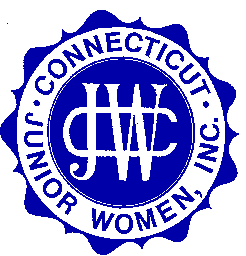 · CONNECTICUT ·
JUNIOR WOMEN, INC.
CJW